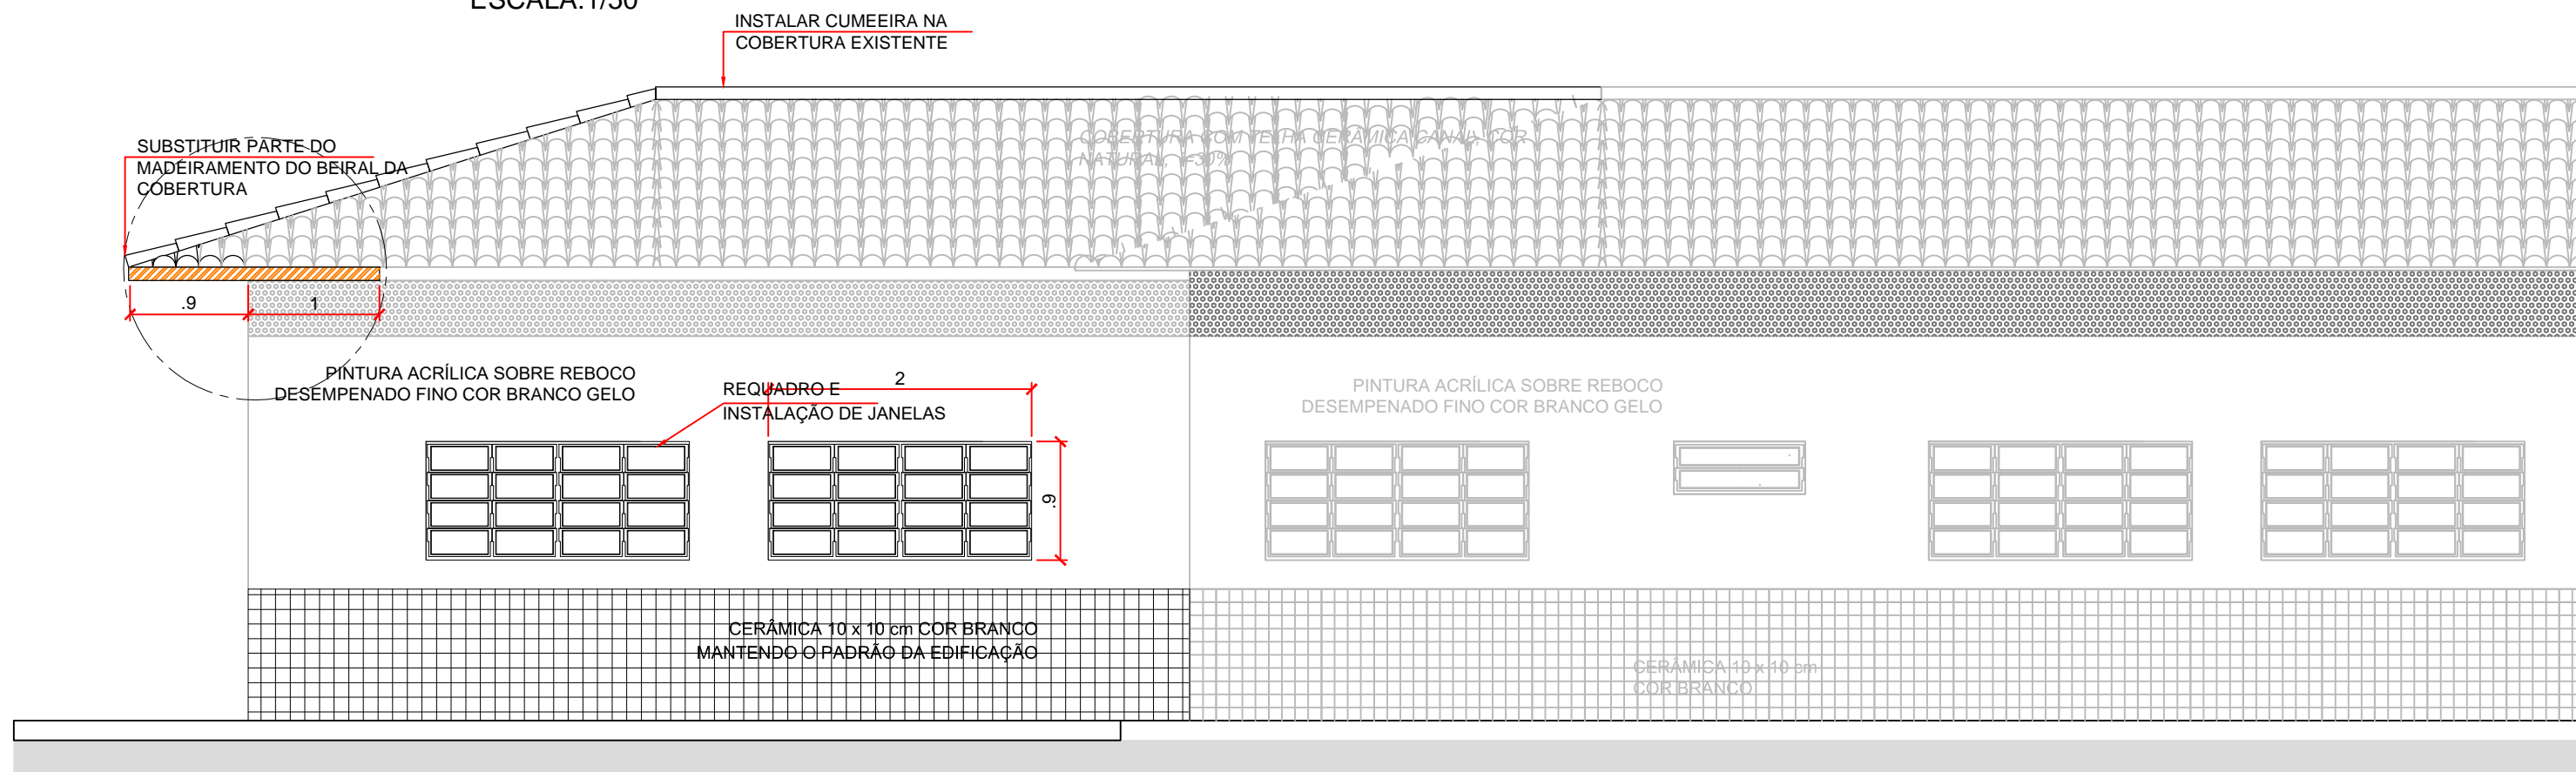 ESCALA:1/50
INSTALAR CUMEEIRA NA
COBERTURA EXISTENTE
SUBSTITUIR PARTE DO
MADEIRAMENTO DO BEIRAL DA
COBERTURA
COBERTURA COM TELHA CERÂMICA CANAL, COR
NATURAL, I=30%
.9
1
PINTURA ACRÍLICA SOBRE REBOCO
DESEMPENADO FINO COR BRANCO GELO
REQUADRO E
INSTALAÇÃO DE JANELAS
2
.9
PINTURA ACRÍLICA SOBRE REBOCO
DESEMPENADO FINO COR BRANCO GELO
CERÂMICA 10 x 10 cm COR BRANCO
MANTENDO O PADRÃO DA EDIFICAÇÃO
CERÂMICA 10 x 10 cm
COR BRANCO